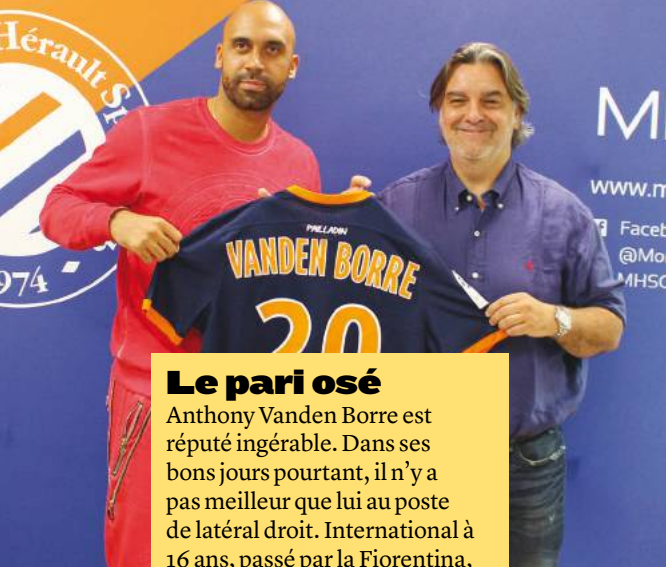 Hérault S
974
M
www.m
Faceb
@Mo
MHSC
PAILLADIN
VANDEN BORRE
20
Le pari osé
Anthony Vanden Borre est
réputé ingérable. Dans ses
bons jours pourtant, il n’y a
pas meilleur que lui au poste
de latéral droit. International à
16 ans, passé par la Fiorentina,